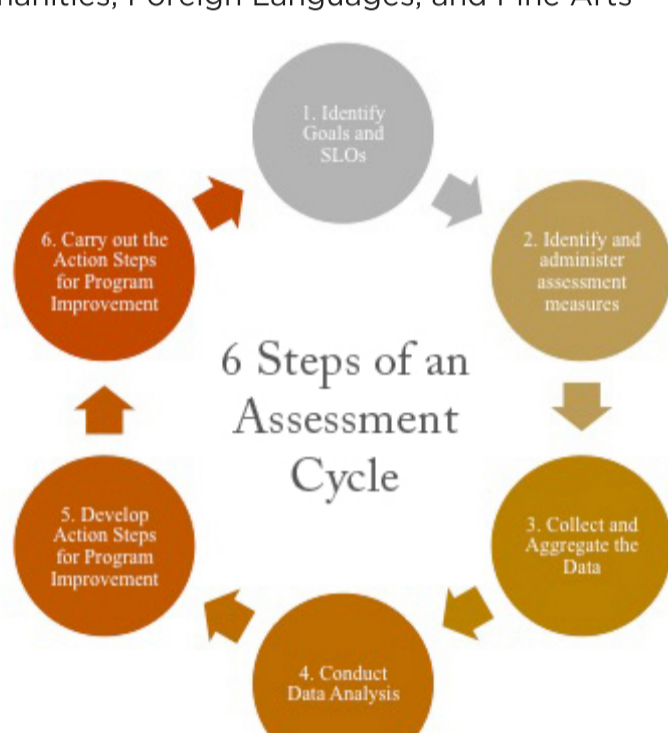 Foreign Languages, and Fine Arts
1. Identify
Goals and
SLOs
2. Identify and
administer
assessment
measures
3. Collect and
Aggregate the
Data
4. Conduct
Data Analysis
5. Develop
Action Steps
for Program
Improvement
6. Carry out the
Action Steps
for Program
Improvement
6 Steps of an
Assessment
Cycle